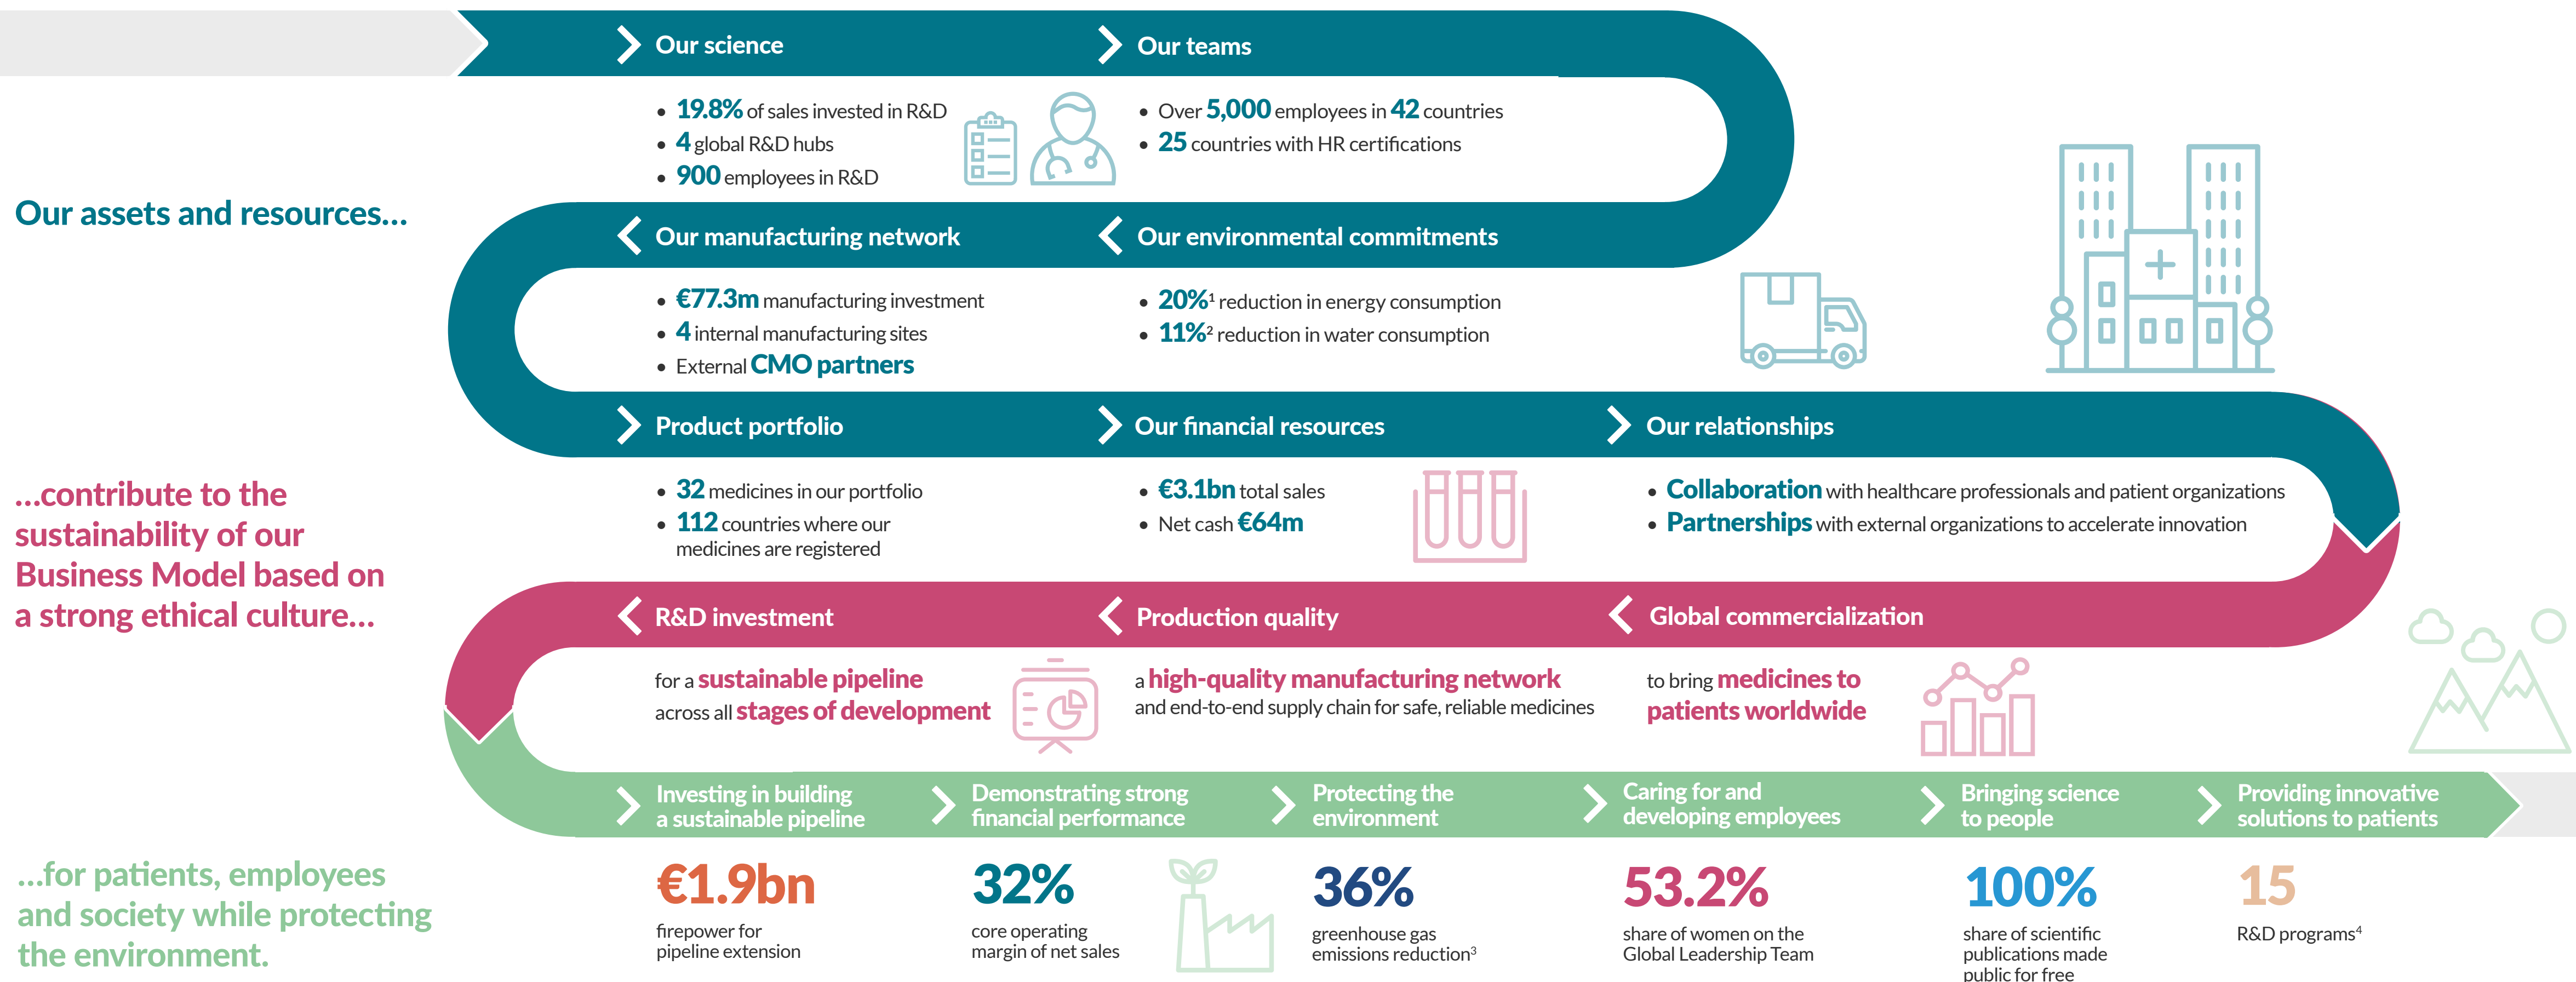 Our science
Our teams
• 19.8% of sales invested in R&D
• 4 global R&D hubs
• 900 employees in R&D
• Over 5,000 employees in 42 countries
• 25 countries with HR certifications
Our assets and resources...
Our manufacturing network
Our environmental commitments
• €77.3m manufacturing investment
• 4 internal manufacturing sites
• External CMO partners
• 20%¹ reduction in energy consumption
• 11%² reduction in water consumption
Product portfolio
Our financial resources
Our relationships
• 32 medicines in our portfolio
• 112 countries where our
medicines are registered
• €3.1bn total sales
• Net cash €64m
• Collaboration with healthcare professionals and patient organizations
• Partnerships with external organizations to accelerate innovation
...contribute to the
sustainability of our
Business Model based on
a strong ethical culture...
R&D investment
Production quality
Global commercialization
for a sustainable pipeline
across all stages of development
a high-quality manufacturing network
and end-to-end supply chain for safe, reliable medicines
to bring medicines to
patients worldwide
Investing in building
a sustainable pipeline
Demonstrating strong
financial performance
Protecting the
environment
Caring for and
developing employees
Bringing science
to people
Providing innovative
solutions to patients
...for patients, employees
and society while protecting
the environment.
€1.9bn
firepower for
pipeline extension
32%
core operating
margin of net sales
36%
greenhouse gas
emissions reduction³
53.2%
share of women on the
Global Leadership Team
100%
share of scientific
publications made
public for free
15
R&D programs⁴